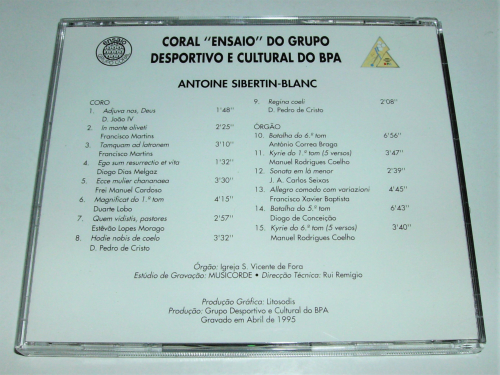 ENSAIO
CORAL "ENSAIO" DO GRUPO
DESPORTIVO E CULTURAL DO BPA
ANTOINE SIBERTIN-BLANC
CORO
1. Adjuva nos, Deus 1'48"
D. João IV
2. In monte oliveti 2'25"
Francisco Martins
3. Tamquam ad latronem 3'10"
Francisco Martins
4. Ego sum resurrectio et vita 1'32"
Diogo Dias Melgaz
5. Ecce mulier chananaea 3'30"
Frei Manuel Cardoso
6. Magnificat do 1.º tom 4'15"
Duarte Lobo
7. Quem vidistis, pastores 2'57"
Estêvão Lopes Morago
8. Hodie nobis de coelo 3'32"
D. Pedro de Cristo
9. Regina coeli 2'08"
D. Pedro de Cristo
ÓRGÃO
10. Batalha do 6.º tom 6'56"
António Correa Braga
11. Kyrie do 1.º tom (5 versos) 3'47"
Manuel Rodrigues Coelho
12. Sonata em lá menor 2'39"
J. A. Carlos Seixas
13. Allegro comodo com variazioni 4'45"
Francisco Xavier Baptista
14. Batalha do 5.º tom 6'43"
Diogo de Conceição
15. Kyrie do 6.º tom (5 versos) 3'40"
Manuel Rodrigues Coelho
Órgão: Igreja S. Vicente de Fora
Estúdio de Gravação: MUSICORDE • Direcção Técnica: Rui Remígio
Produção Gráfica: Litosodis
Produção: Grupo Desportivo e Cultural do BPA
Gravado em Abril de 1995